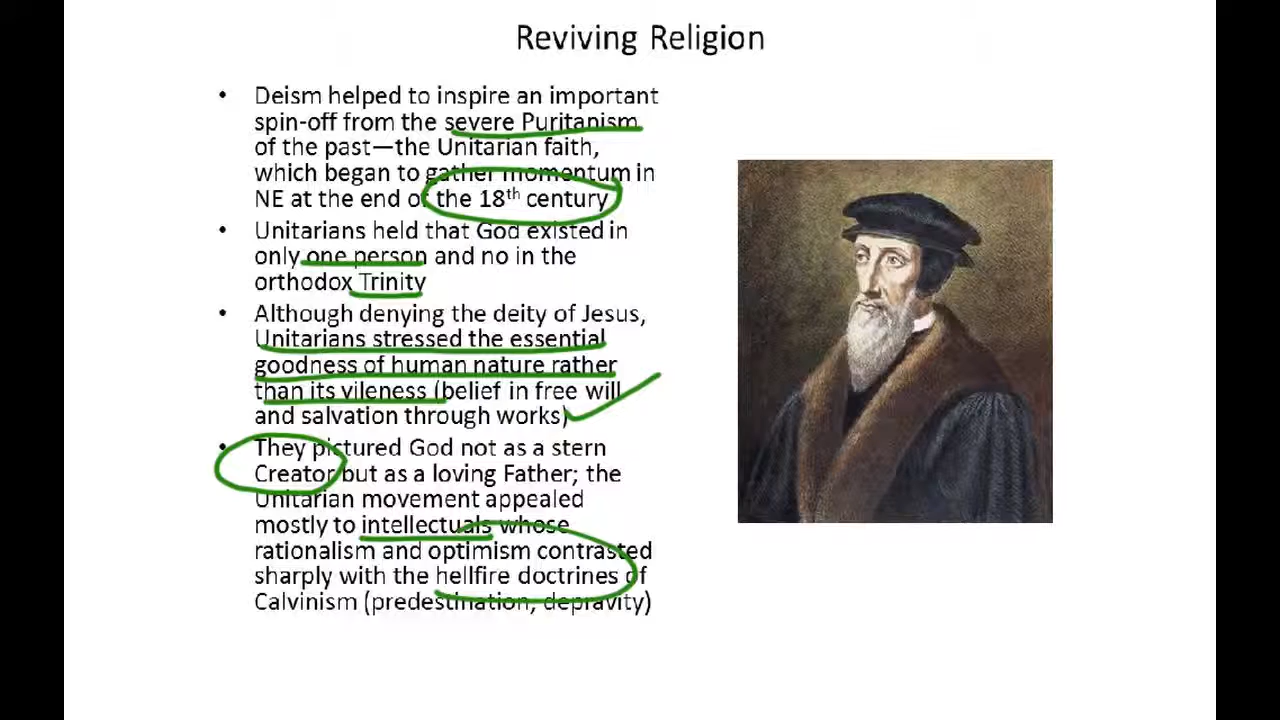 Reviving Religion
• Deism helped to inspire an important
spin-off from the severe Puritanism
of the past—the Unitarian faith,
which began to gather momentum in
NE at the end of the 18th century
• Unitarians held that God existed in
only one person and no in the
orthodox Trinity
• Although denying the deity of Jesus,
Unitarians stressed the essential
goodness of human nature rather
than its vileness (belief in free will
and salvation through works)
• They pictured God not as a stern
Creator but as a loving Father; the
Unitarian movement appealed
mostly to intellectuals whose
rationalism and optimism contrasted
sharply with the hellfire doctrines of
Calvinism (predestination, depravity)